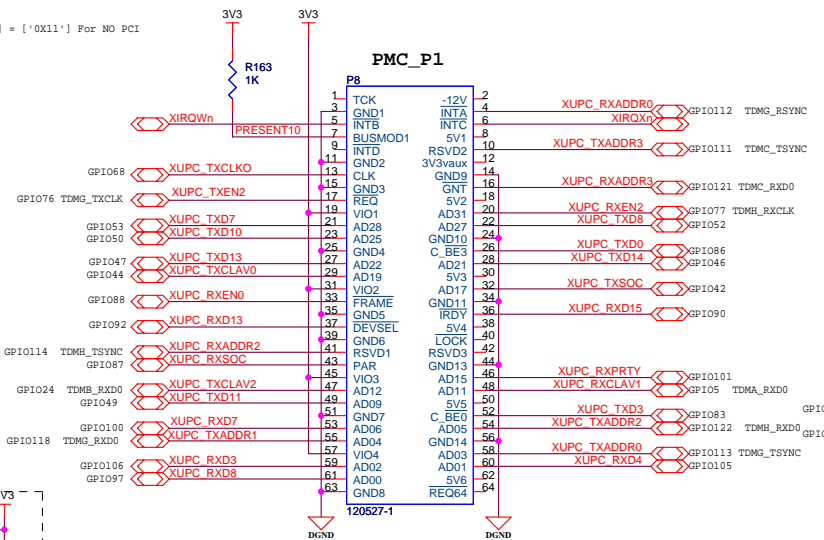 ] = ['0X11'] For NO PCI
3V3 3V3
R163
1K
PMC_P1
P8
1 TCK -12V 2
3 GND1 INTA 4 XUPC_RXADDR0 GPIO112 TDMG_RSYNC
XIRQWn 5 INTB INTC 6 XIRQXn
PRESENT10 7 BUSMOD1 5V1 8
9 INTD RSVD2 10 XUPC_TXADDR3 GPIO111 TDMC_TSYNC
11 GND2 3V3vaux 12
GPIO68 XUPC_TXCLKO 13 CLK GND9 14
15 GND3 GNT 16 XUPC_RXADDR3 GPIO121 TDMC_RXD0
GPIO76 TDMG_TXCLK XUPC_TXEN2 17 REQ 5V2 18
19 VIO1 AD31 20 XUPC_RXEN2 GPIO77 TDMH_RXCLK
GPIO53 XUPC_TXD7 21 AD28 AD27 22 XUPC_TXD8 GPIO52
GPIO50 XUPC_TXD10 23 AD25 GND10 24
25 GND4 C_BE3 26 XUPC_TXD0 GPIO86
GPIO47 XUPC_TXD13 27 AD22 AD21 28 XUPC_TXD14 GPIO46
GPIO44 XUPC_TXCLAV0 29 AD19 5V3 30
31 VIO2 AD17 32 XUPC_TXSOC GPIO42
GPIO88 XUPC_RXEN0 33 FRAME GND11 34
35 GND5 IRDY 36 XUPC_RXD15 GPIO90
GPIO92 XUPC_RXD13 37 DEVSEL 5V4 38
39 GND6 LOCK 40
GPIO114 TDMH_TSYNC XUPC_RXADDR2 41 RSVD1 RSVD3 42
GPIO87 XUPC_RXSOC 43 PAR GND13 44
45 VIO3 AD15 46 XUPC_RXPRTY GPIO101
GPIO24 TDMB_RXD0 XUPC_TXCLAV2 47 AD12 AD11 48 XUPC_RXCLAV1 GPIO5 TDMA_RXD0
GPIO49 XUPC_TXD11 49 AD09 5V5 50
51 GND7 C_BE0 52 XUPC_TXD3 GPIO83 GPIO
GPIO100 XUPC_RXD7 53 AD06 AD05 54 XUPC_TXADDR2 GPIO122 TDMH_RXD0
GPIO118 TDMG_RXD0 XUPC_TXADDR1 55 AD04 GND14 56 GPIO
57 VIO4 AD03 58 XUPC_TXADDR0 GPIO113 TDMG_TSYNC
GPIO106 XUPC_RXD3 59 AD02 AD01 60 XUPC_RXD4 GPIO105
GPIO97 XUPC_RXD8 61 AD00 5V6 62
63 GND8 REQ64 64
V3
120527-1
DGND DGND